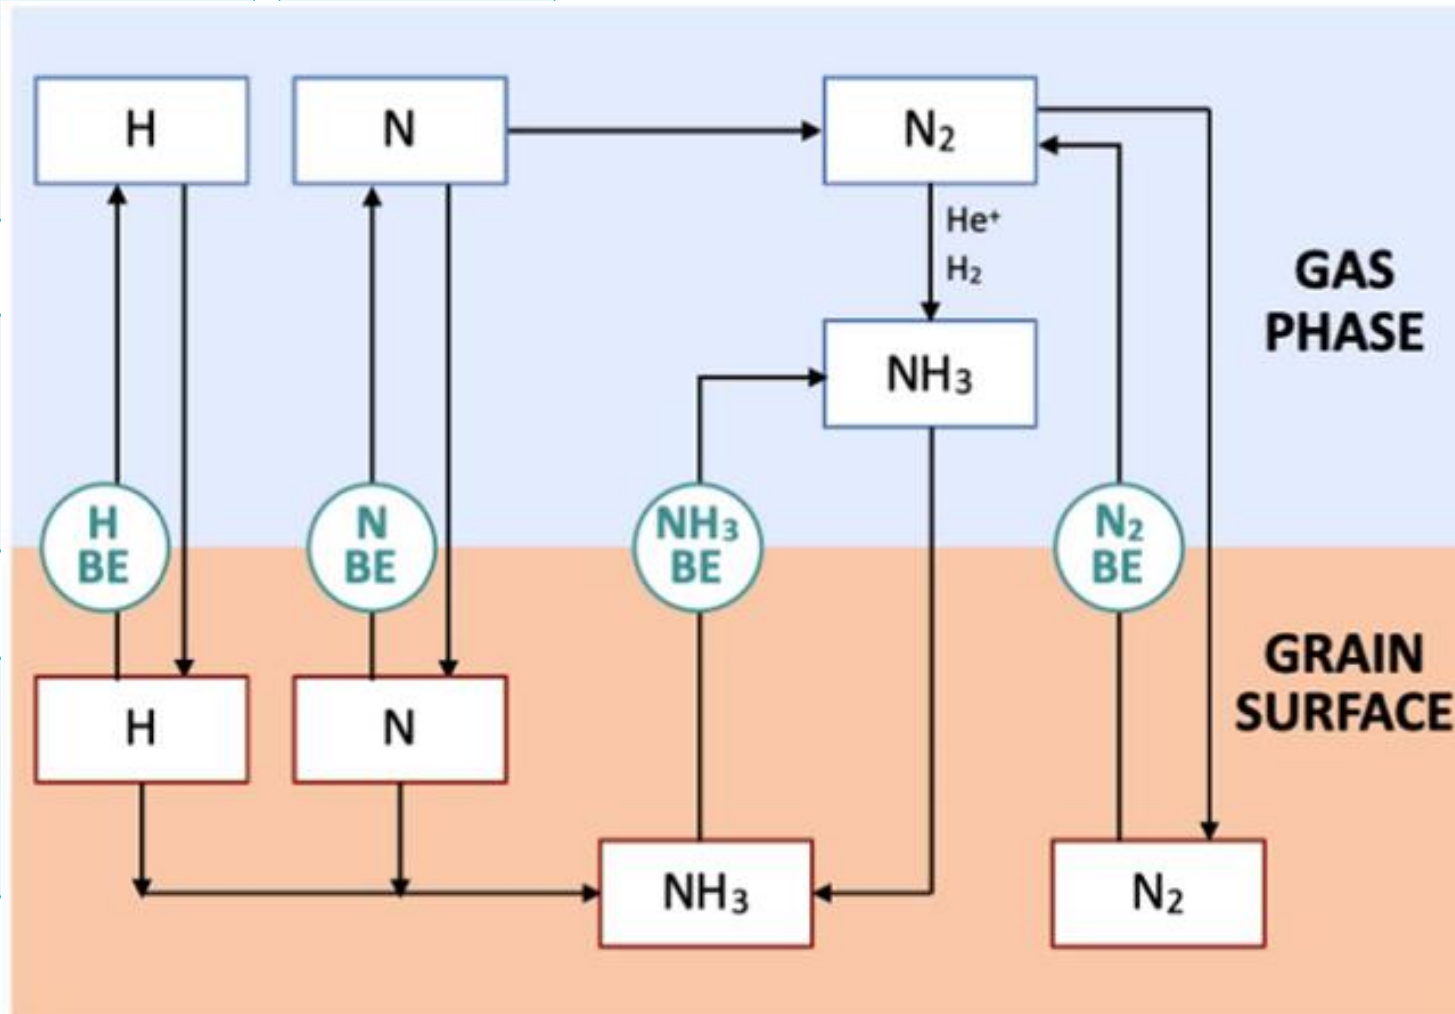 H
N
N₂
He⁺
H₂
GAS
PHASE
NH₃
H
BE
N
BE
NH₃
BE
N₂
BE
GRAIN
SURFACE
H
N
NH₃
N₂